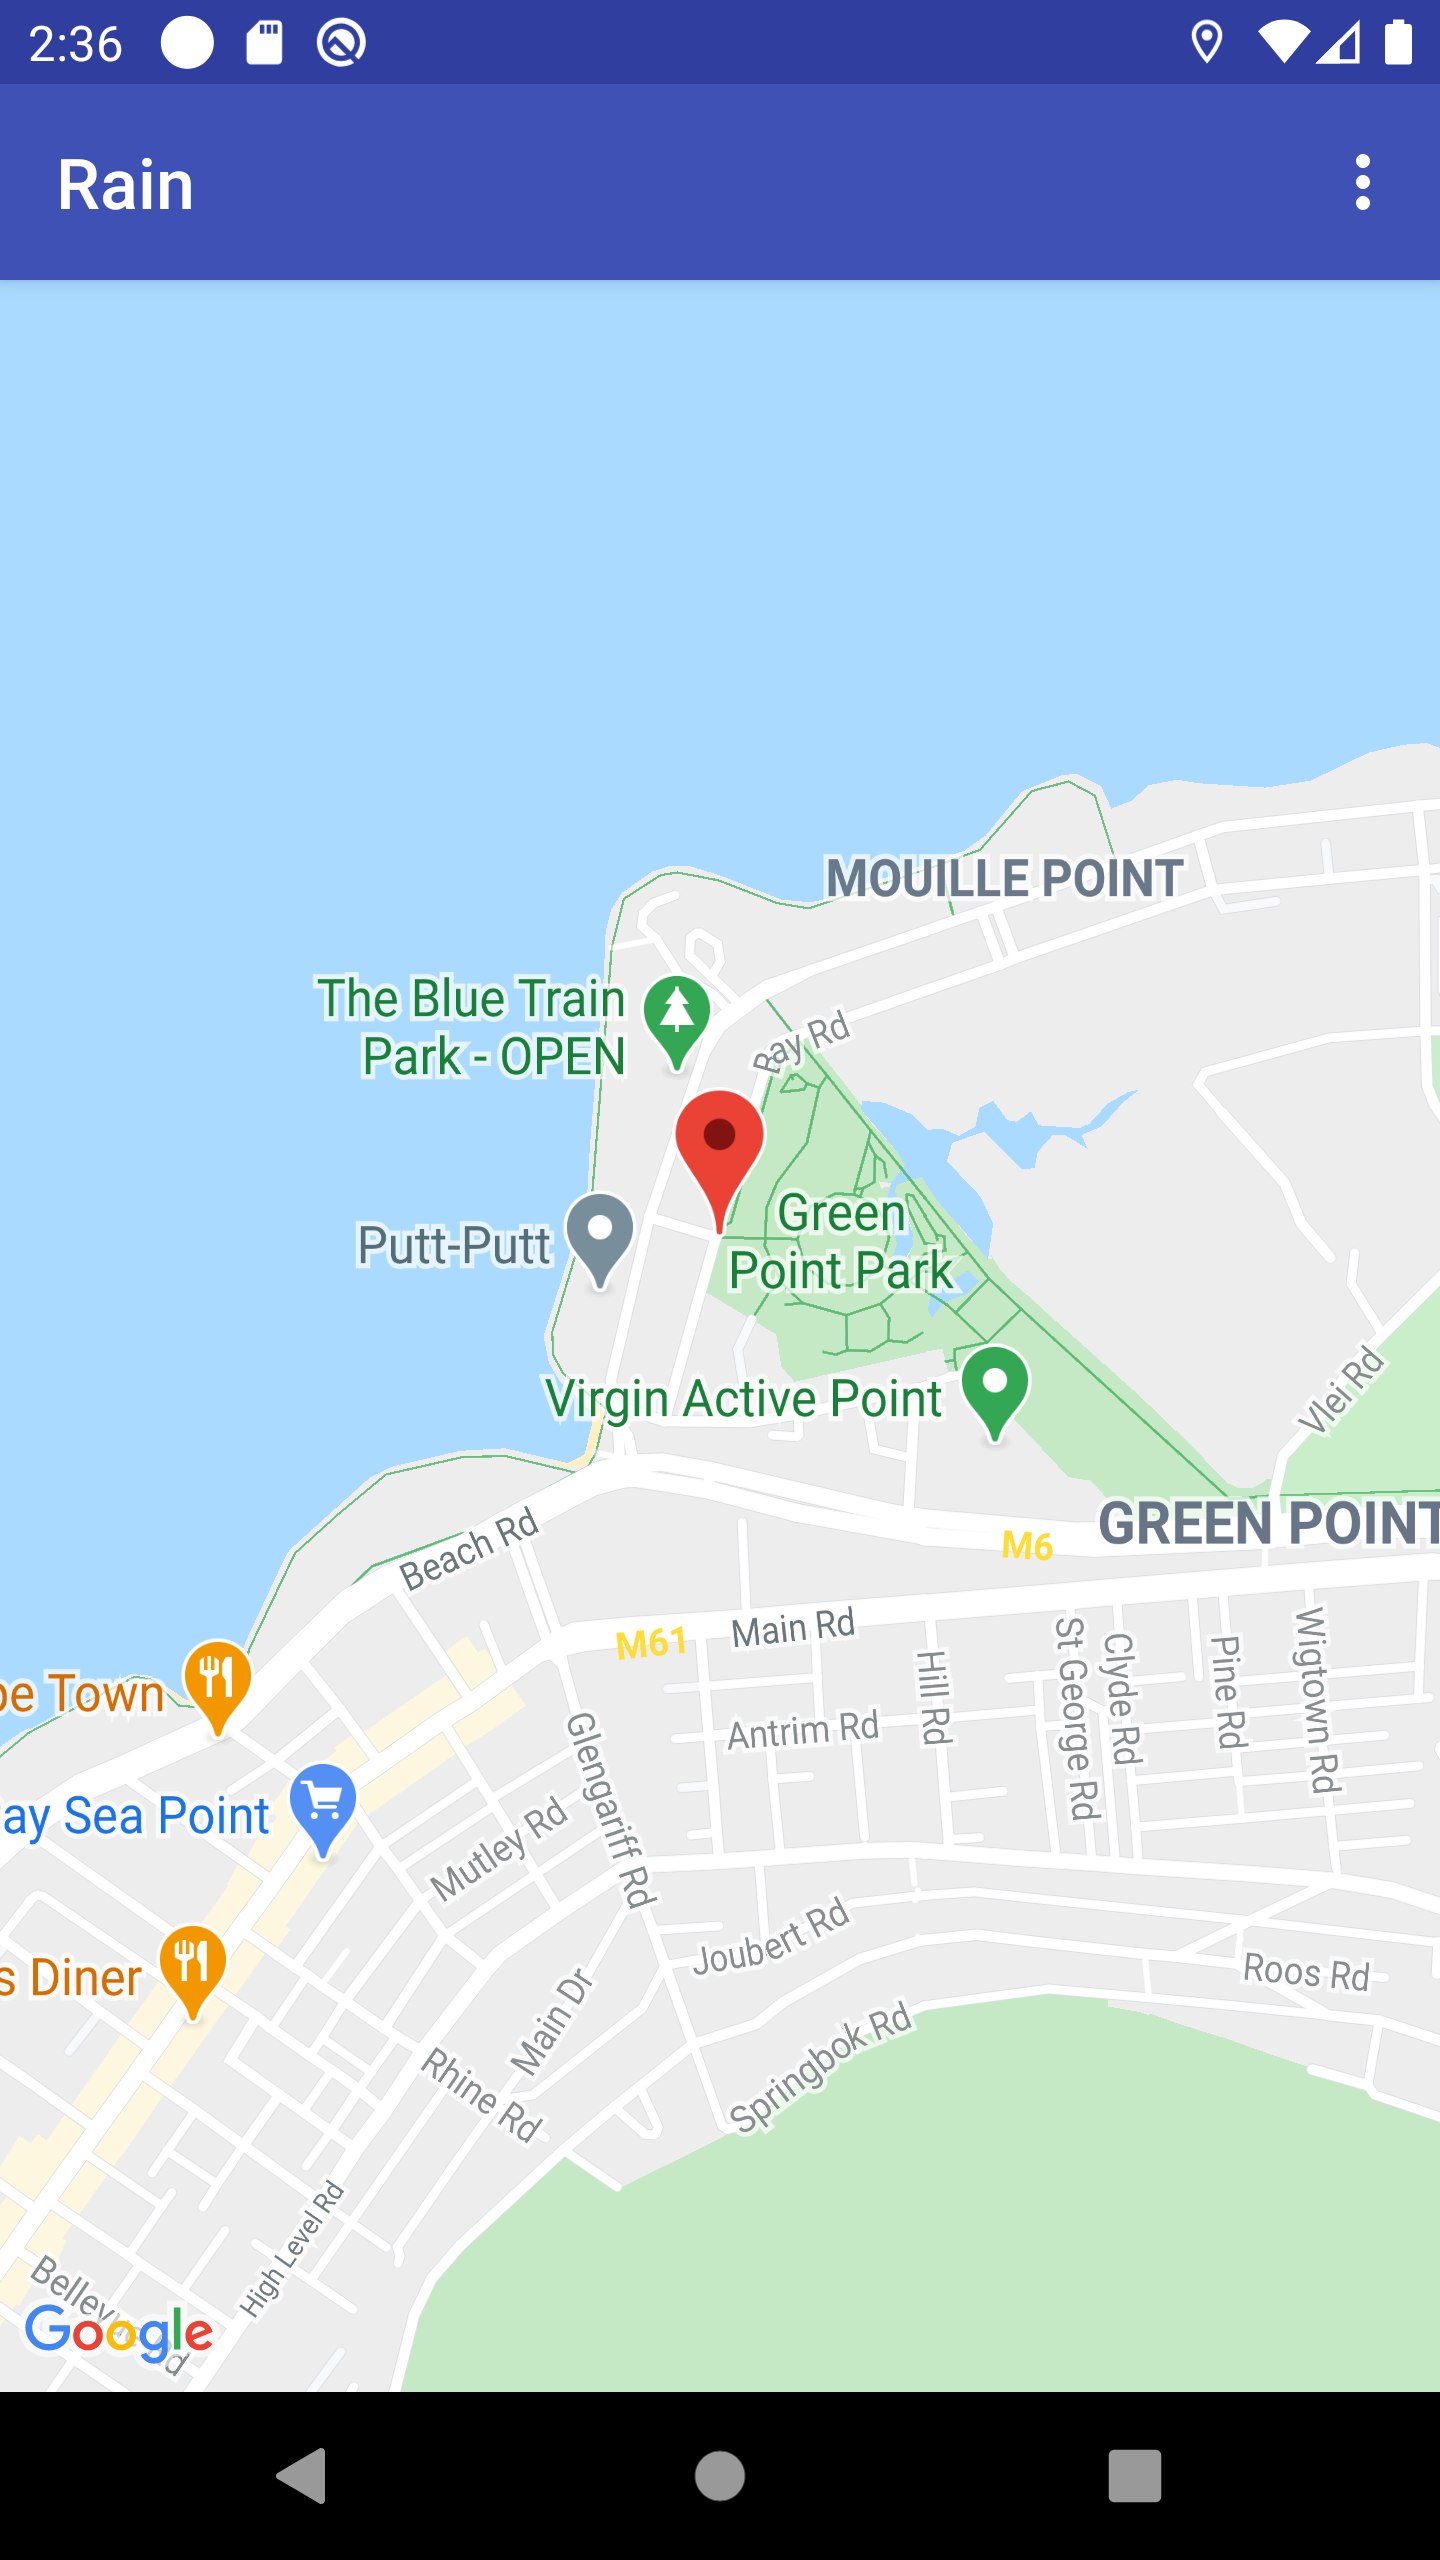 2:36
Rain
MOUILLE POINT
The Blue Train
Park - OPEN
Bay Rd
Green
Point Park
Putt-Putt
Virgin Active Point
Vlei Rd
GREEN POINT
Beach Rd
M6
M61
Main Rd
St George Rd
Clyde Rd
Pine Rd
Wigtown Rd
Hill Rd
Antrim Rd
pe Town
Glengariff Rd
ay Sea Point
Mutley Rd
Joubert Rd
s Diner
Roos Rd
Main Dr
Springbok Rd
Rhine Rd
High Level Rd
Google